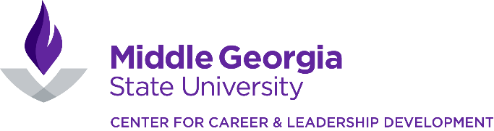 Middle Georgia
State University
CENTER FOR CAREER & LEADERSHIP DEVELOPMENT